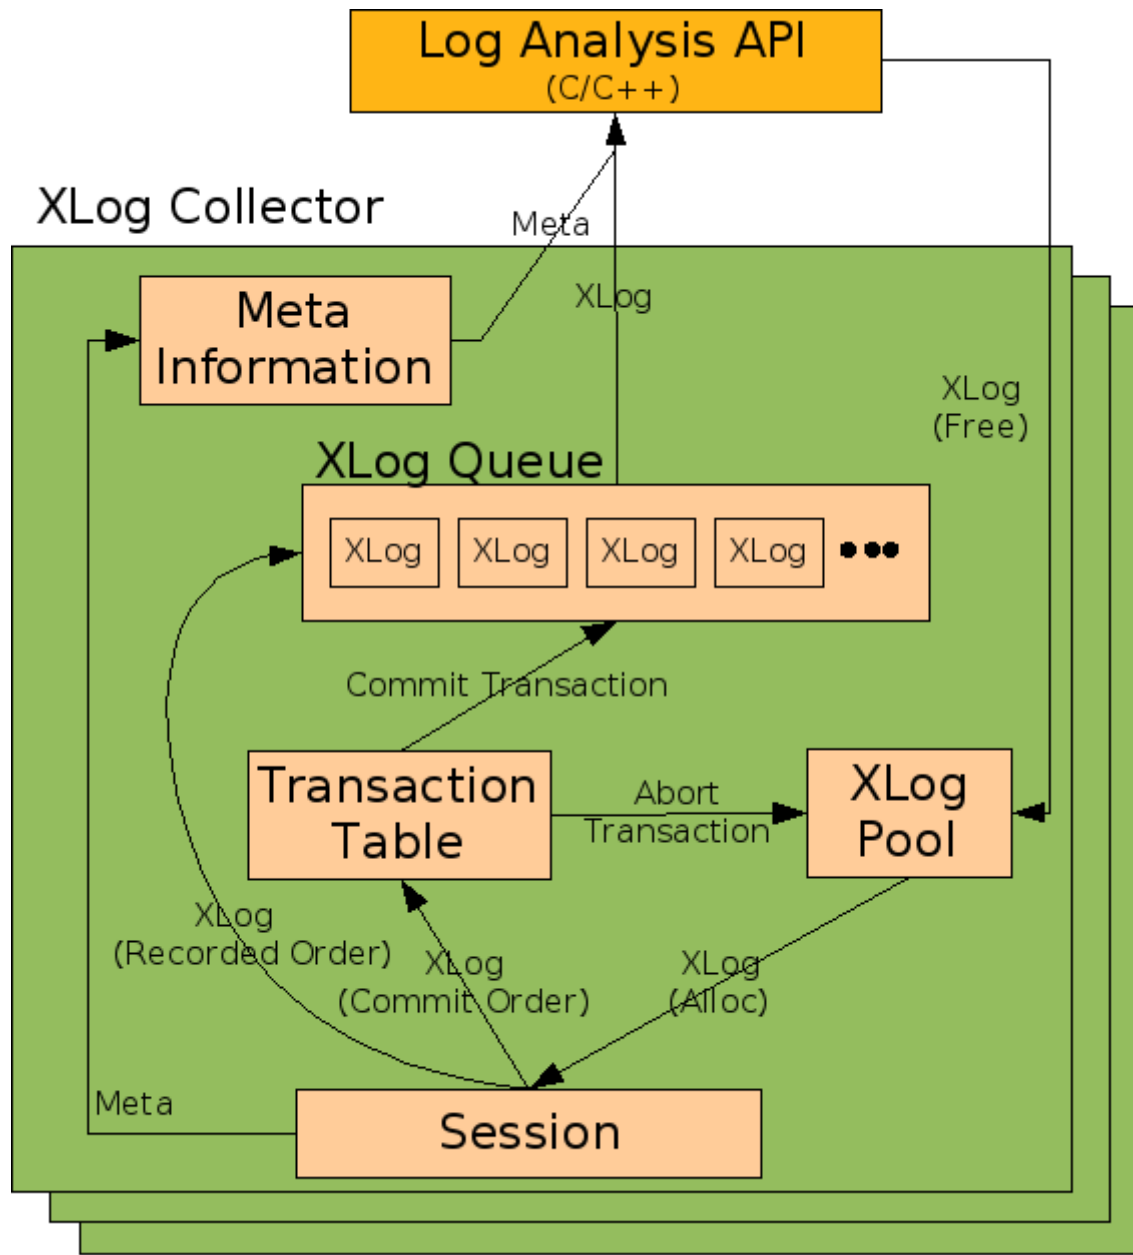 Log Analysis API
(C/C++)
XLog Collector
Meta
Meta
Information
XLog
XLog
(Free)
XLog Queue
XLog XLog XLog XLog
Commit Transaction
Transaction
Table
Abort
Transaction
XLog
Pool
XLog
(Recorded Order)
XLog
(Commit Order)
XLog
(Alloc)
Meta
Session